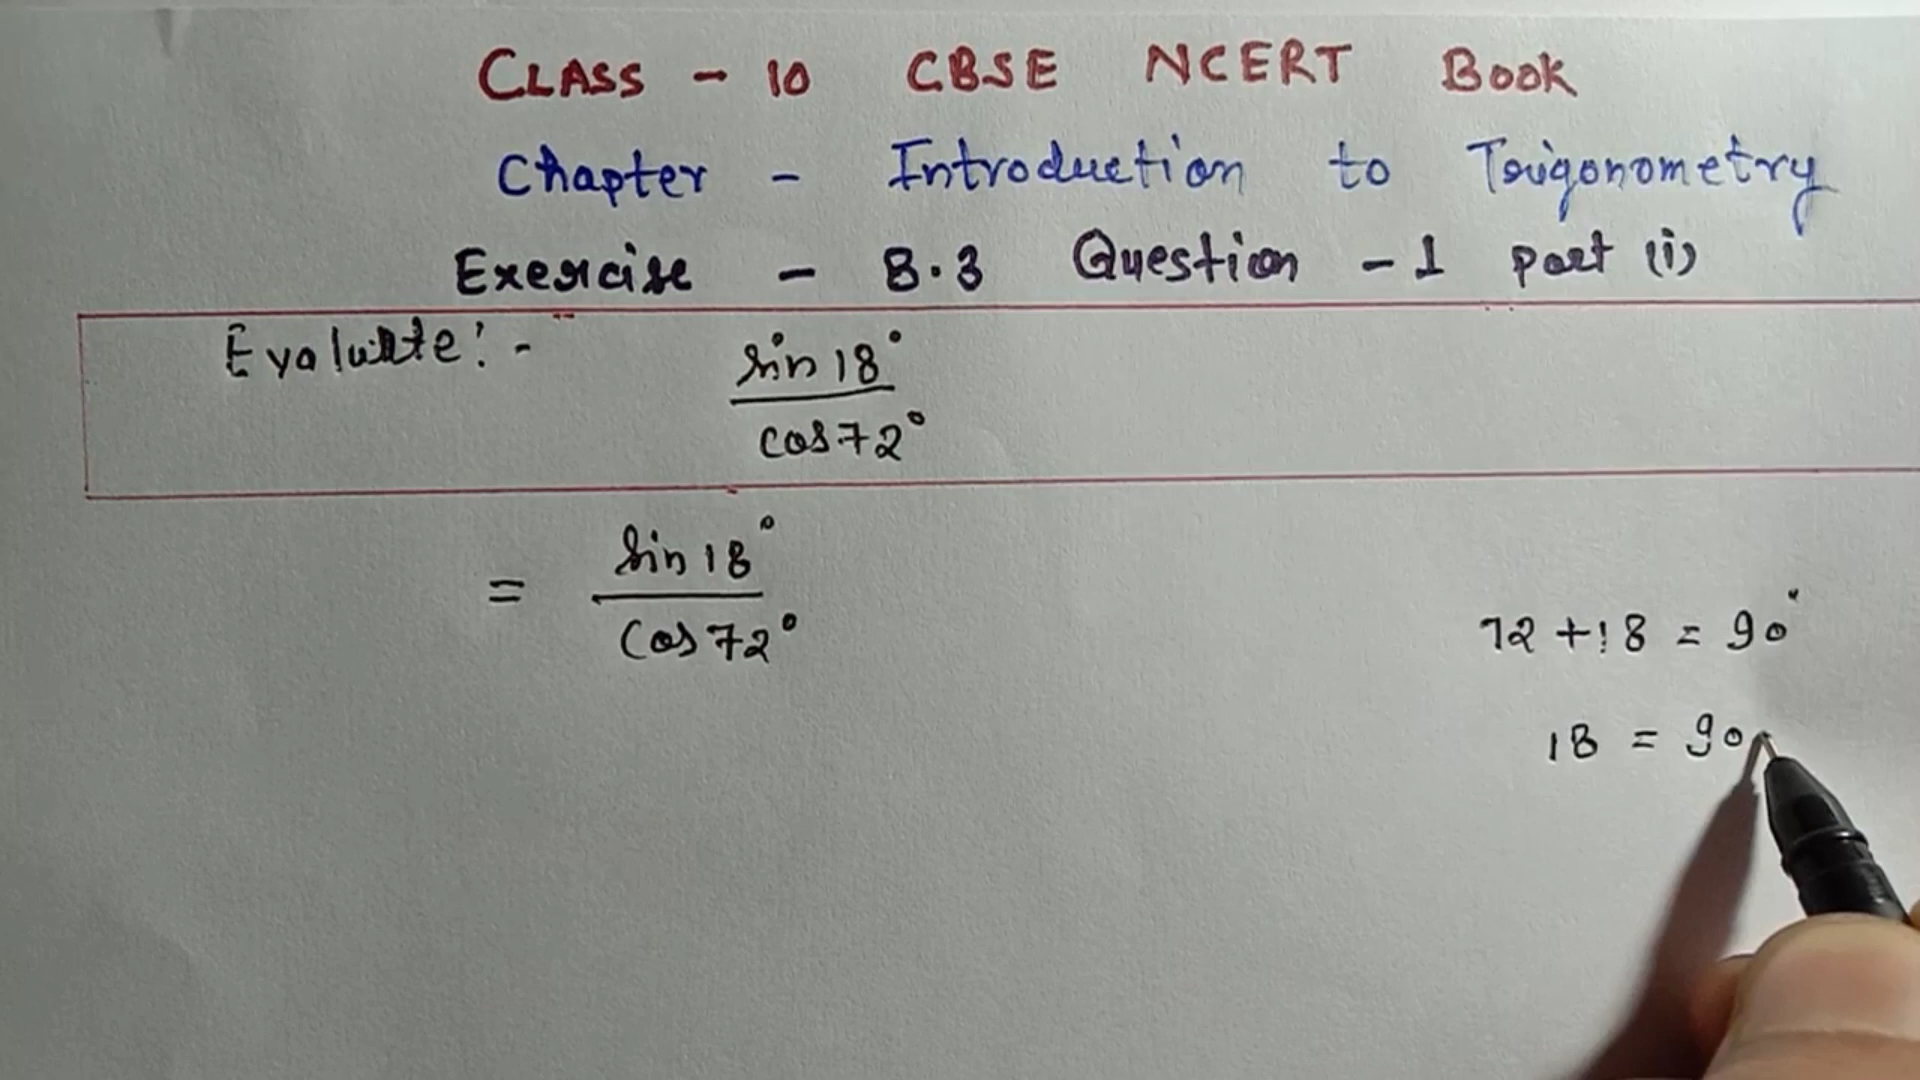 CLASS - 10 CBSE NCERT Book
Chapter - Introduction to Trigonometry
Exercise - 8.3 Question - 1 part (i)
Evaluate:- sin 18°
cos 72°
= sin 18°
cos 72°
72 + 18 = 90°
18 = 90